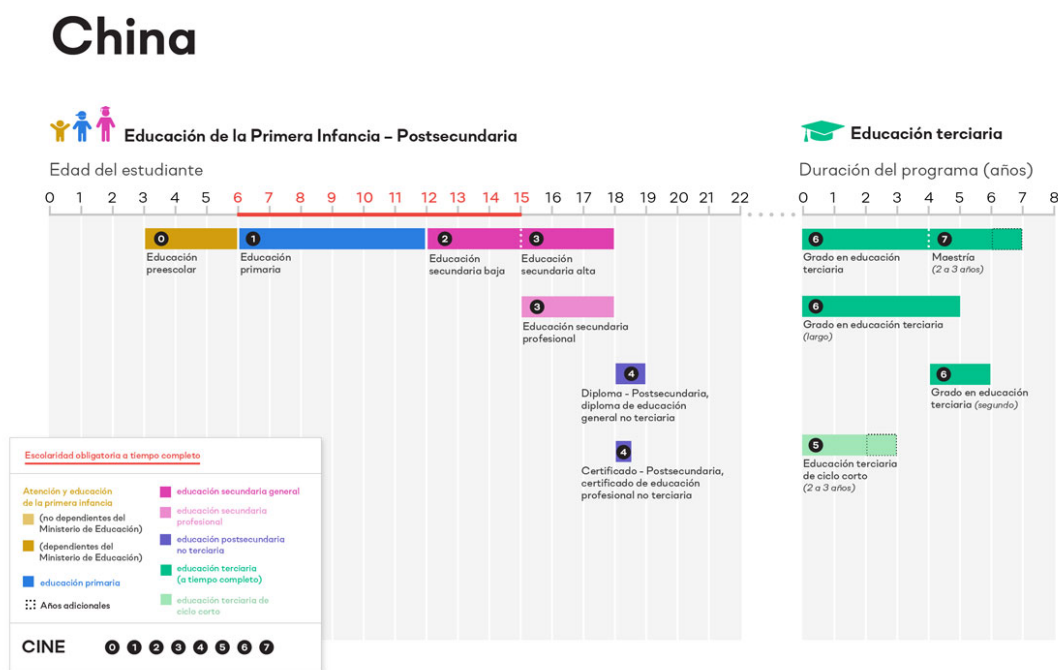 China
Educación de la Primera Infancia – Postsecundaria
Edad del estudiante
0 1 2 3 4 5 6 7 8 9 10 11 12 13 14 15 16 17 18 19 20 21 22
0
Educación
preescolar
1
Educación
primaria
2
Educación
secundaria baja
3
Educación
secundaria alta
3
Educación secundaria
profesional
4
Diploma - Postsecundaria,
diploma de educación
general no terciaria
4
Certificado - Postsecundaria,
certificado de educación
profesional no terciaria
Educación terciaria
Duración del programa (años)
0 1 2 3 4 5 6 7 8
6
Grado en educación
terciaria
7
Maestría
(2 a 3 años)
6
Grado en educación terciaria
(largo)
6
Grado en educación
terciaria (segundo)
5
Educación terciaria
de ciclo corto
(2 a 3 años)
Escolaridad obligatoria a tiempo completo
Atención y educación
de la primera infancia
(no dependientes del
Ministerio de Educación)
(dependientes del
Ministerio de Educación)
educación primaria
Años adicionales
educación secundaria general
educación secundaria
profesional
educación postsecundaria
no terciaria
educación terciaria
(a tiempo completo)
educación terciaria de
ciclo corto
CINE 0 1 2 3 4 5 6 7